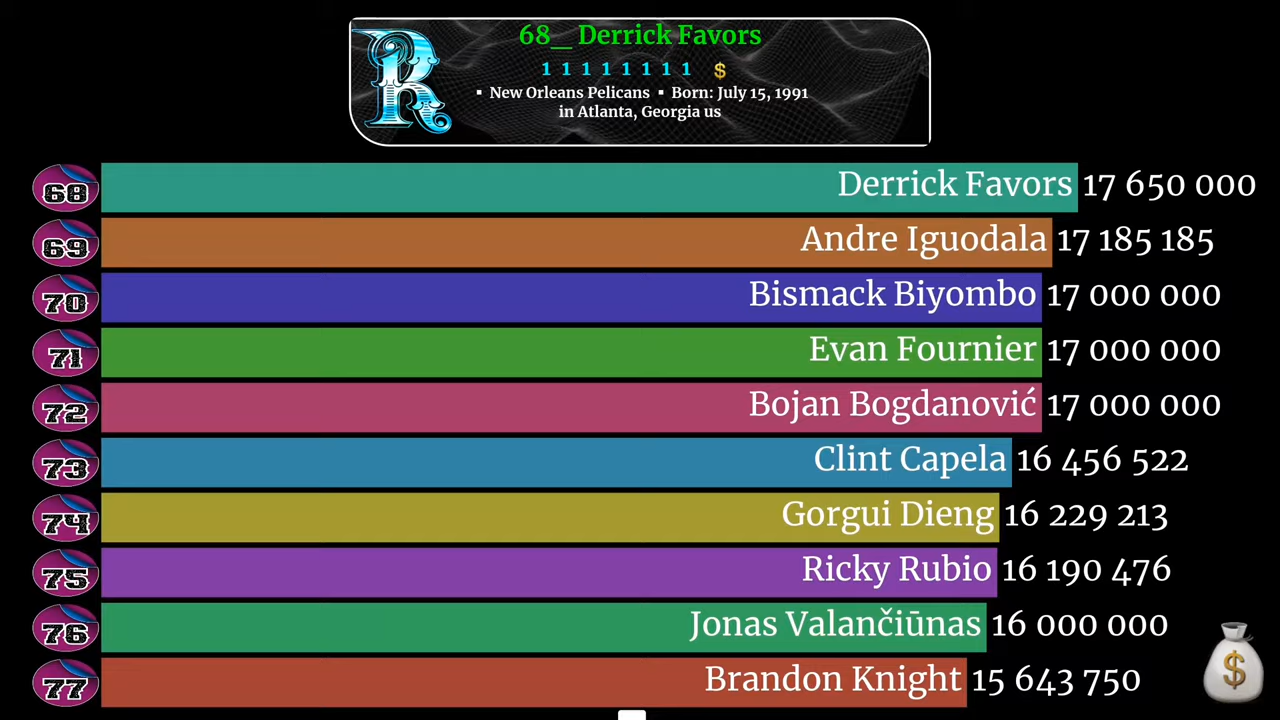 R
68_ Derrick Favors
1 1 1 1 1 1 1 1 $
▪ New Orleans Pelicans ▪ Born: July 15, 1991
in Atlanta, Georgia us
68 Derrick Favors 17 650 000
69 Andre Iguodala 17 185 185
70 Bismack Biyombo 17 000 000
71 Evan Fournier 17 000 000
72 Bojan Bogdanović 17 000 000
73 Clint Capela 16 456 522
74 Gorgui Dieng 16 229 213
75 Ricky Rubio 16 190 476
76 Jonas Valančiūnas 16 000 000
77 Brandon Knight 15 643 750
$